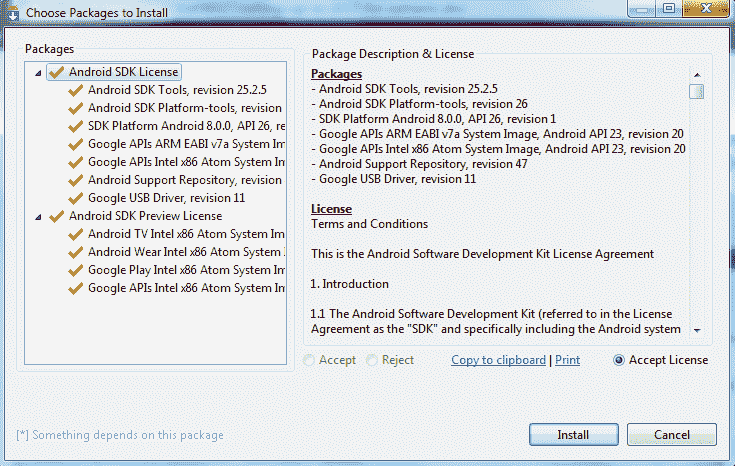 Choose Packages to Install
Packages
Android SDK License
Android SDK Tools, revision 25.2.5
Android SDK Platform-tools, revision
SDK Platform Android 8.0.0, API 26, re
Google APIs ARM EABI v7a System Im
Google APIs Intel x86 Atom System Im
Android Support Repository, revision
Google USB Driver, revision 11
Android SDK Preview License
Android TV Intel x86 Atom System Im
Android Wear Intel x86 Atom System Im
Google Play Intel x86 Atom System Im
Google APIs Intel x86 Atom System Im
Package Description & License
Packages
- Android SDK Tools, revision 25.2.5
- Android SDK Platform-tools, revision 26
- SDK Platform Android 8.0.0, API 26, revision 1
- Google APIs ARM EABI v7a System Image, Android API 23, revision 20
- Google APIs Intel x86 Atom System Image, Android API 23, revision 20
- Android Support Repository, revision 47
- Google USB Driver, revision 11
License
Terms and Conditions
This is the Android Software Development Kit License Agreement
1. Introduction
1.1 The Android Software Development Kit (referred to in the License
Agreement as the "SDK" and specifically including the Android system
Accept Reject Copy to clipboard | Print Accept License
[*] Something depends on this package
Install Cancel